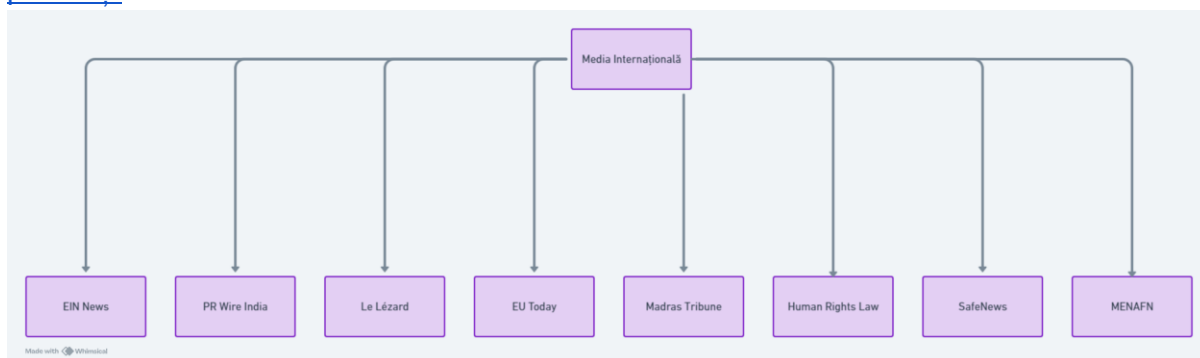 Media Internațională
EIN News
PR Wire India
Le Lézard
EU Today
Madras Tribune
Human Rights Law
SafeNews
MENAFN
Made with Whimsical